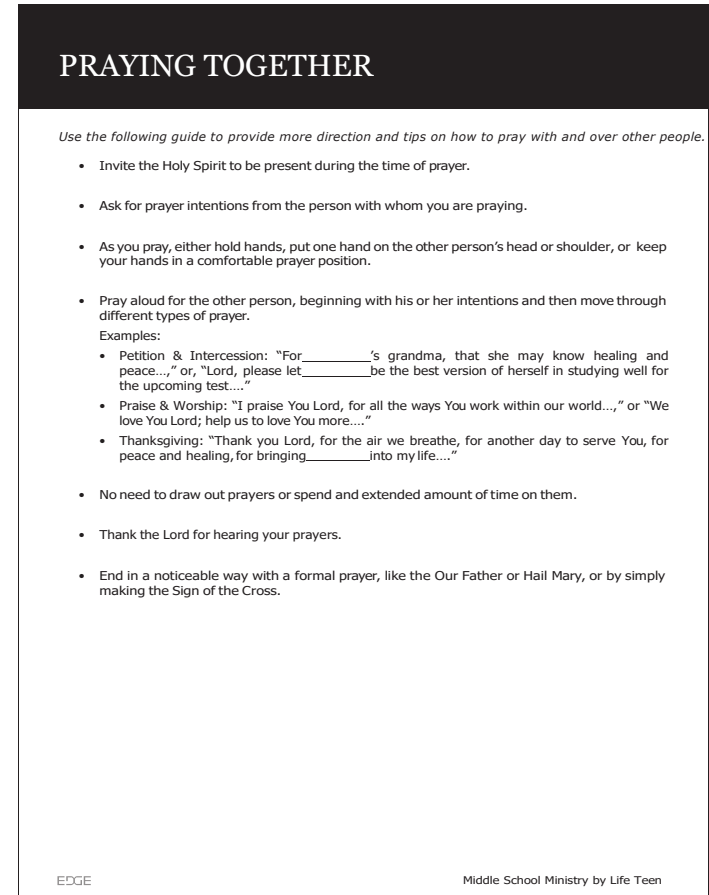 PRAYING TOGETHER
Use the following guide to provide more direction and tips on how to pray with and over other people.
• Invite the Holy Spirit to be present during the time of prayer.
• Ask for prayer intentions from the person with whom you are praying.
• As you pray, either hold hands, put one hand on the other person’s head or shoulder, or keep
your hands in a comfortable prayer position.
• Pray aloud for the other person, beginning with his or her intentions and then move through
different types of prayer.
Examples:
• Petition & Intercession: “For__________’s grandma, that she may know healing and
peace…,” or, “Lord, please let__________be the best version of herself in studying well for
the upcoming test….”
• Praise & Worship: “I praise You Lord, for all the ways You work within our world…,” or “We
love You Lord; help us to love You more….”
• Thanksgiving: “Thank you Lord, for the air we breathe, for another day to serve You, for
peace and healing, for bringing__________into my life….”
• No need to draw out prayers or spend and extended amount of time on them.
• Thank the Lord for hearing your prayers.
• End in a noticeable way with a formal prayer, like the Our Father or Hail Mary, or by simply
making the Sign of the Cross.
EDGE Middle School Ministry by Life Teen